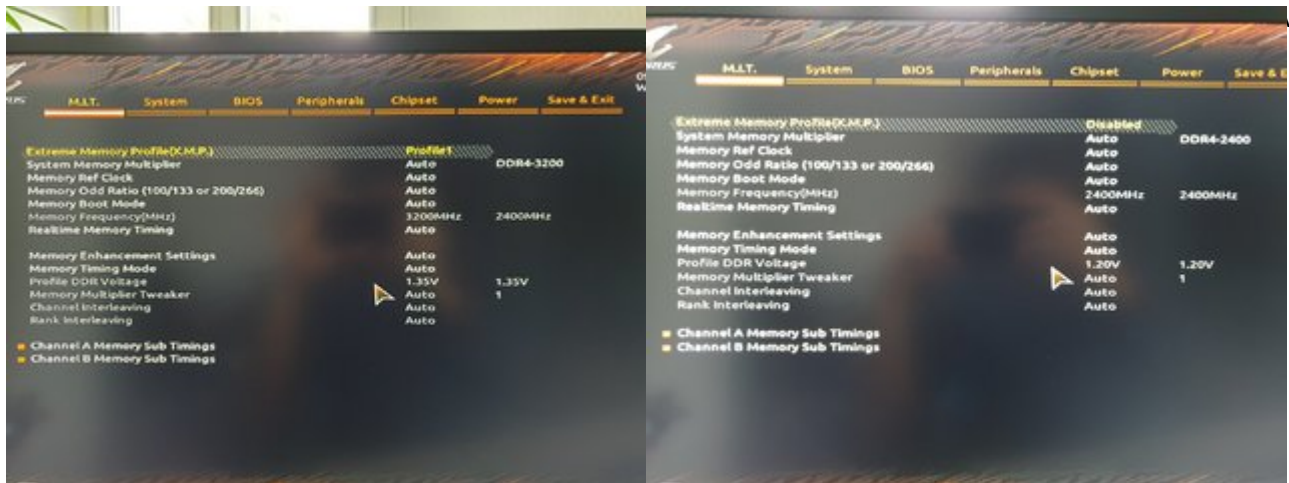 M.I.T. System BIOS Peripherals Chipset Power Save & Exit
Extreme Memory Profile(X.M.P.) Profile1
System Memory Multiplier Auto DDR4-3200
Memory Ref Clock Auto
Memory Odd Ratio (100/133 or 200/266) Auto
Memory Boot Mode Auto
Memory Frequency(MHz) 3200MHz 2400MHz
Realtime Memory Timing Auto
Memory Enhancement Settings Auto
Memory Timing Mode Auto
Profile DDR Voltage 1.35V 1.35V
Memory Multiplier Tweaker Auto 1
Channel Interleaving Auto
Rank Interleaving Auto
Channel A Memory Sub Timings
Channel B Memory Sub Timings
M.I.T. System BIOS Peripherals Chipset Power Save & E
Extreme Memory Profile(X.M.P.) Disabled
System Memory Multiplier Auto DDR4-2400
Memory Ref Clock Auto
Memory Odd Ratio (100/133 or 200/266) Auto
Memory Boot Mode Auto
Memory Frequency(MHz) 2400MHz 2400MHz
Realtime Memory Timing Auto
Memory Enhancement Settings Auto
Memory Timing Mode Auto
Profile DDR Voltage 1.20V 1.20V
Memory Multiplier Tweaker Auto 1
Channel Interleaving Auto
Rank Interleaving Auto
Channel A Memory Sub Timings
Channel B Memory Sub Timings